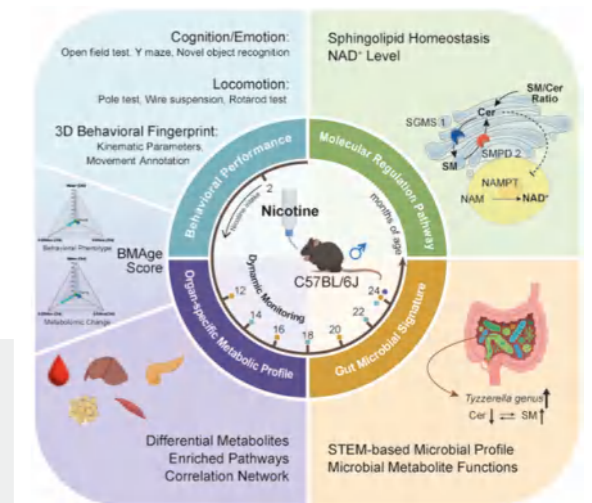 Cognition/Emotion:
Open field test, Y maze, Novel object recognition
Locomotion:
Pole test, Wire suspension, Rotarod test
3D Behavioral Fingerprint:
Kinematic Parameters,
Movement Annotation
Sphingolipid Homeostasis
NAD⁺ Level
SM/Cer
Ratio
Cer
SGMS 1
SM
SMPD 2
NAMPT
NAM
NAD⁺
Behavioral Performance
Molecular Regulation Pathway
Organ-specific Metabolic Profile
Gut Microbial Signature
2
Nicotine
months of age
C57BL/6J
Dynamic Monitoring
12
14
16
18
20
22
24
Behavioral Phenotype
BMAge
Score
Metabolomic Change
Differential Metabolites
Enriched Pathways
Correlation Network
Tyzzerella genus
Cer
SM
STEM-based Microbial Profile
Microbial Metabolite Functions